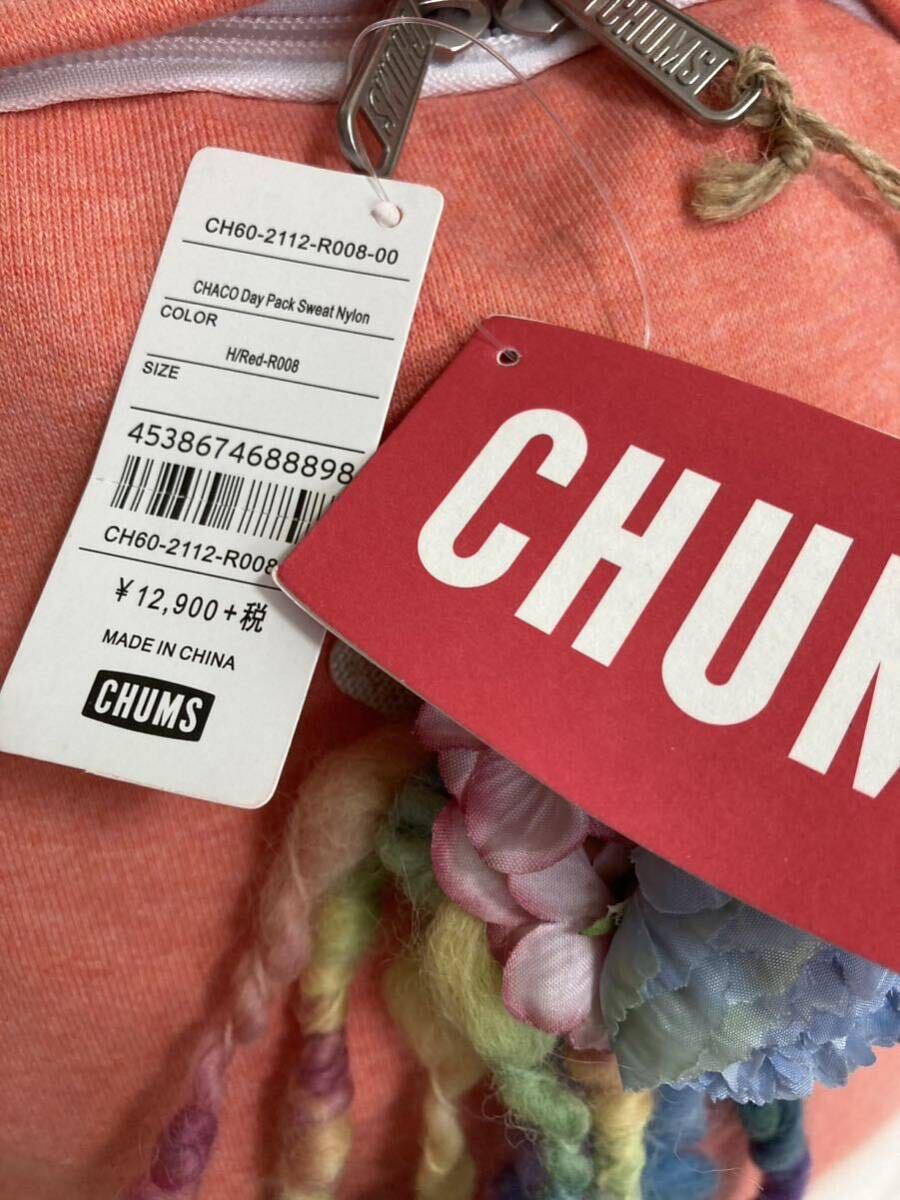 CHUMS
CHUMS
CH60-2112-R008-00
CHACO Day Pack Sweat Nylon
COLOR
H/Red-R008
SIZE
4538674688898
CH60-2112-R008
¥12,900+税
MADE IN CHINA
CHUMS
CHUM